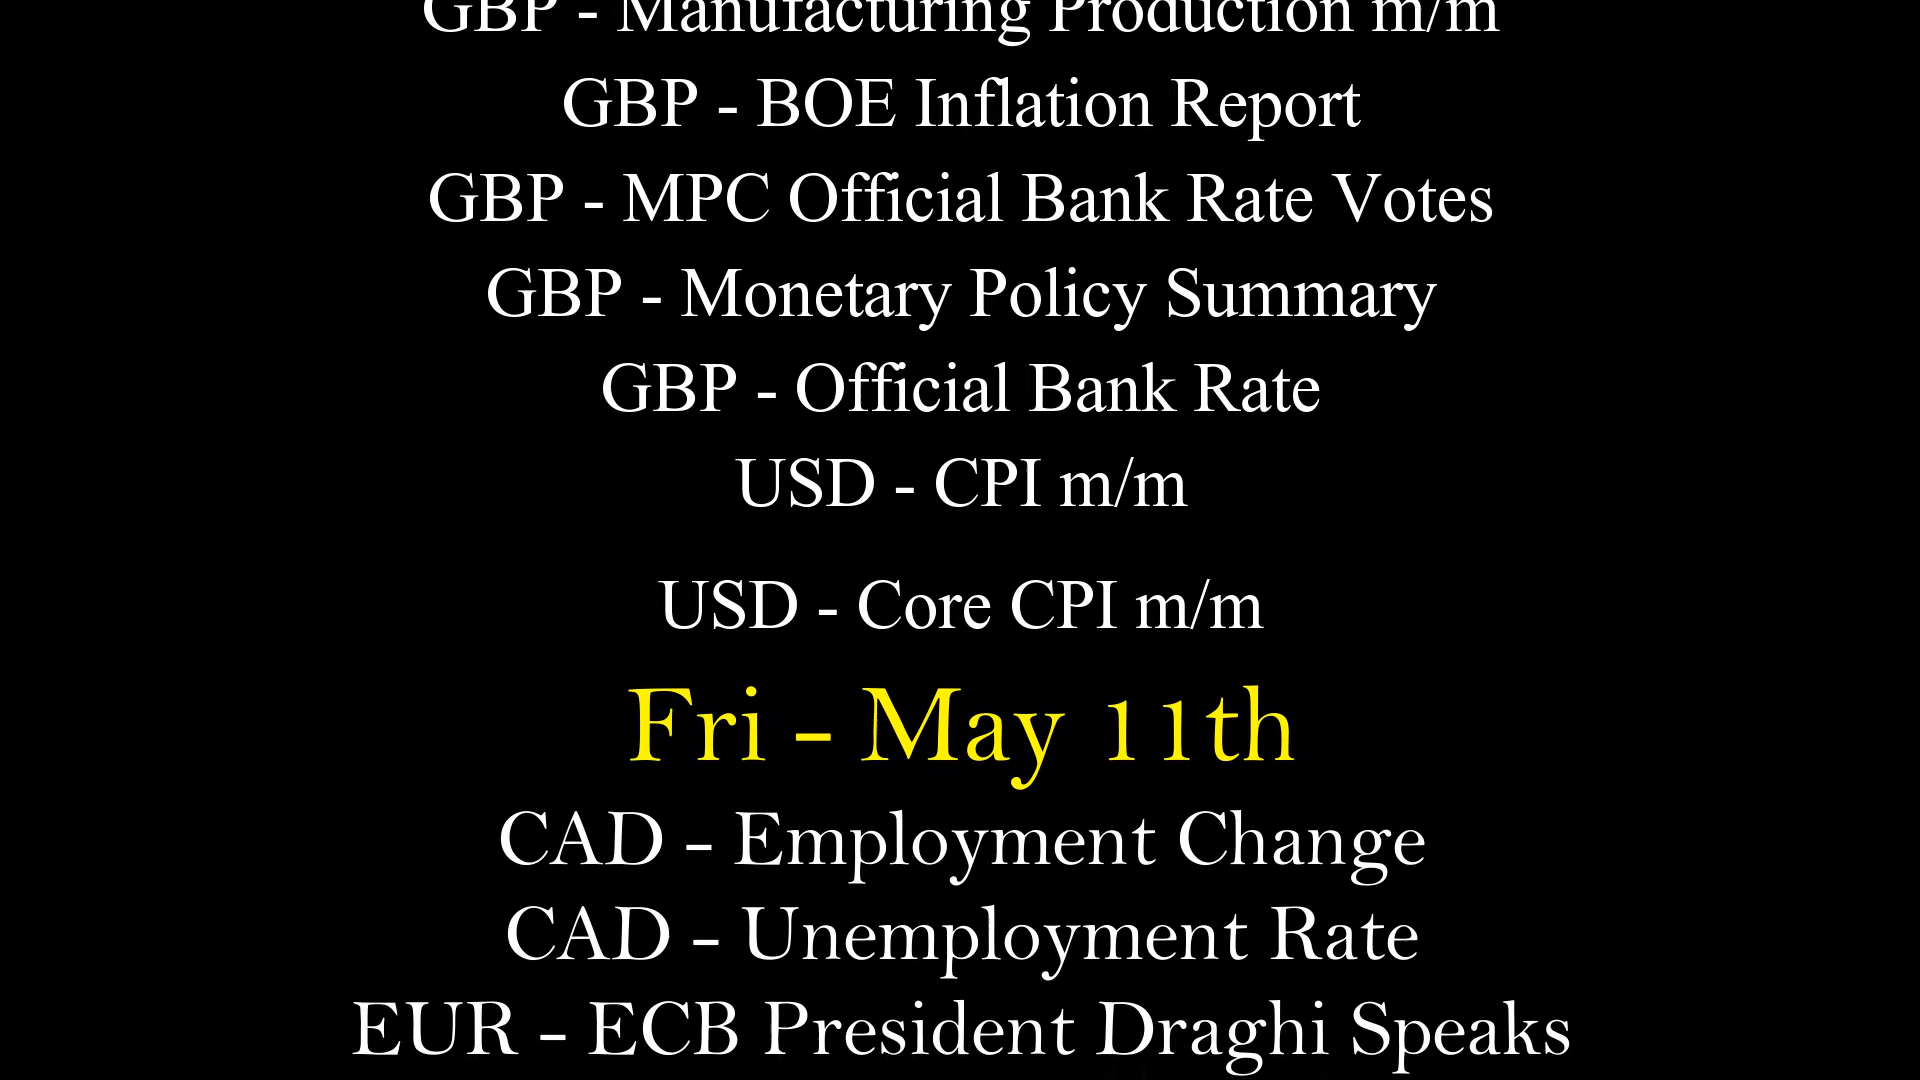 GBP - Manufacturing Production m/m
GBP - BOE Inflation Report
GBP - MPC Official Bank Rate Votes
GBP - Monetary Policy Summary
GBP - Official Bank Rate
USD - CPI m/m
USD - Core CPI m/m
Fri - May 11th
CAD - Employment Change
CAD - Unemployment Rate
EUR - ECB President Draghi Speaks